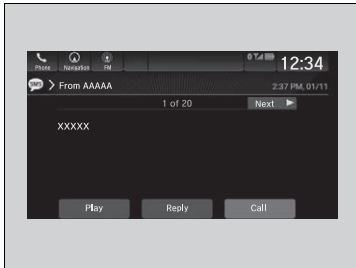 Phone Navigation FM 12:34
SMS From AAAAA 2:37 PM, 01/11
1 of 20 Next
XXXXX
Play Reply Call